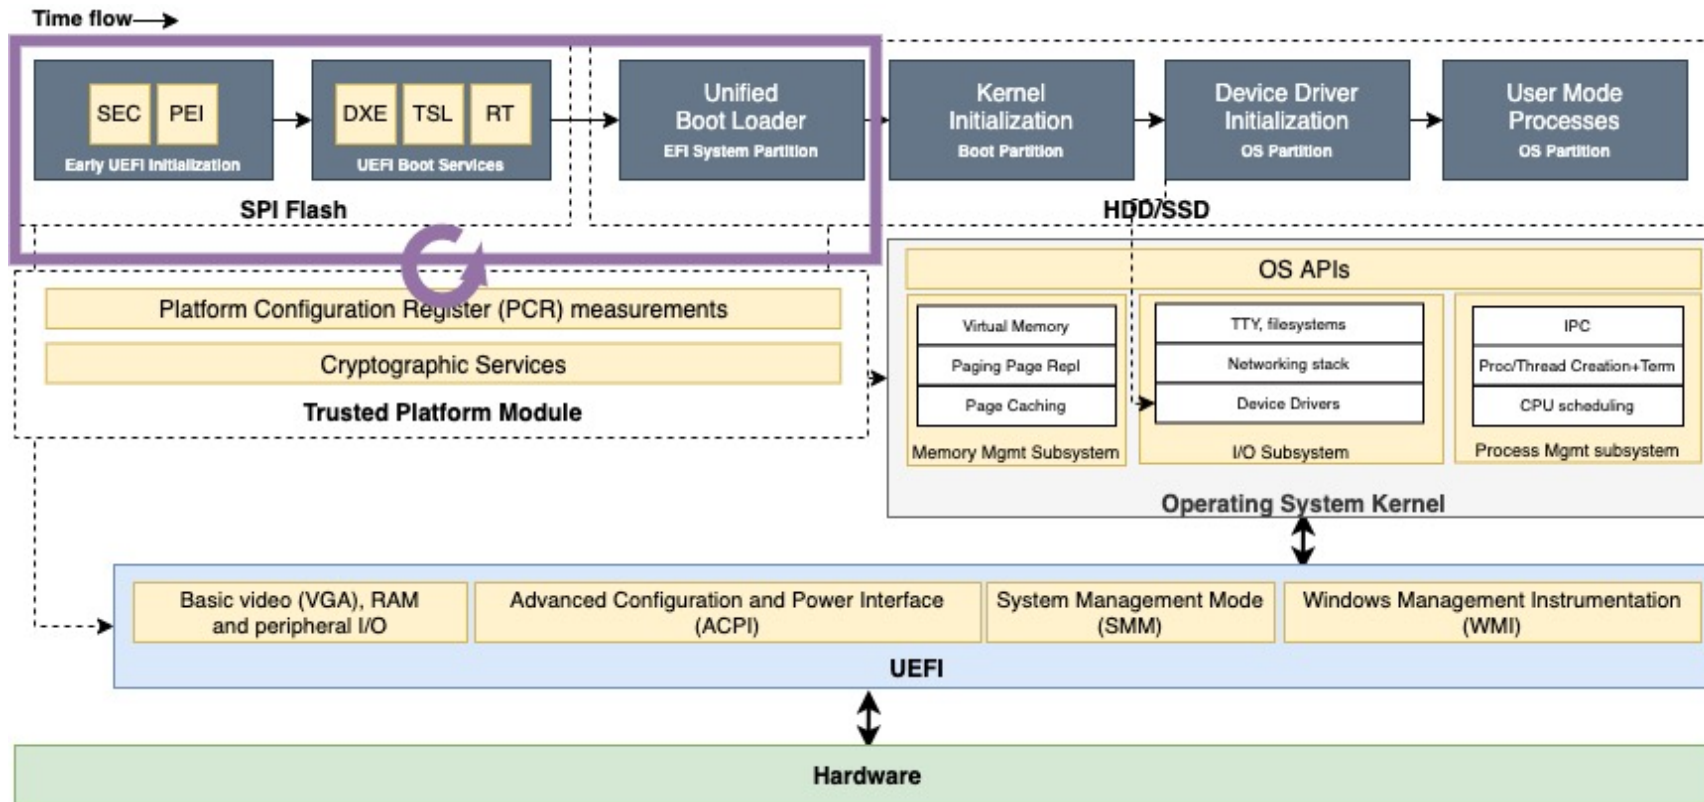 Time flow
SEC
PEI
Early UEFI Initialization
DXE
TSL
RT
UEFI Boot Services
SPI Flash
Unified
Boot Loader
EFI System Partition
Kernel
Initialization
Boot Partition
Device Driver
Initialization
OS Partition
User Mode
Processes
OS Partition
HDD/SSD
Platform Configuration Register (PCR) measurements
Cryptographic Services
Trusted Platform Module
OS APIs
Virtual Memory
Paging Page Repl
Page Caching
Memory Mgmt Subsystem
TTY, filesystems
Networking stack
Device Drivers
I/O Subsystem
IPC
Proc/Thread Creation+Term
CPU scheduling
Process Mgmt subsystem
Operating System Kernel
Basic video (VGA), RAM
and peripheral I/O
Advanced Configuration and Power Interface
(ACPI)
System Management Mode
(SMM)
Windows Management Instrumentation
(WMI)
UEFI
Hardware